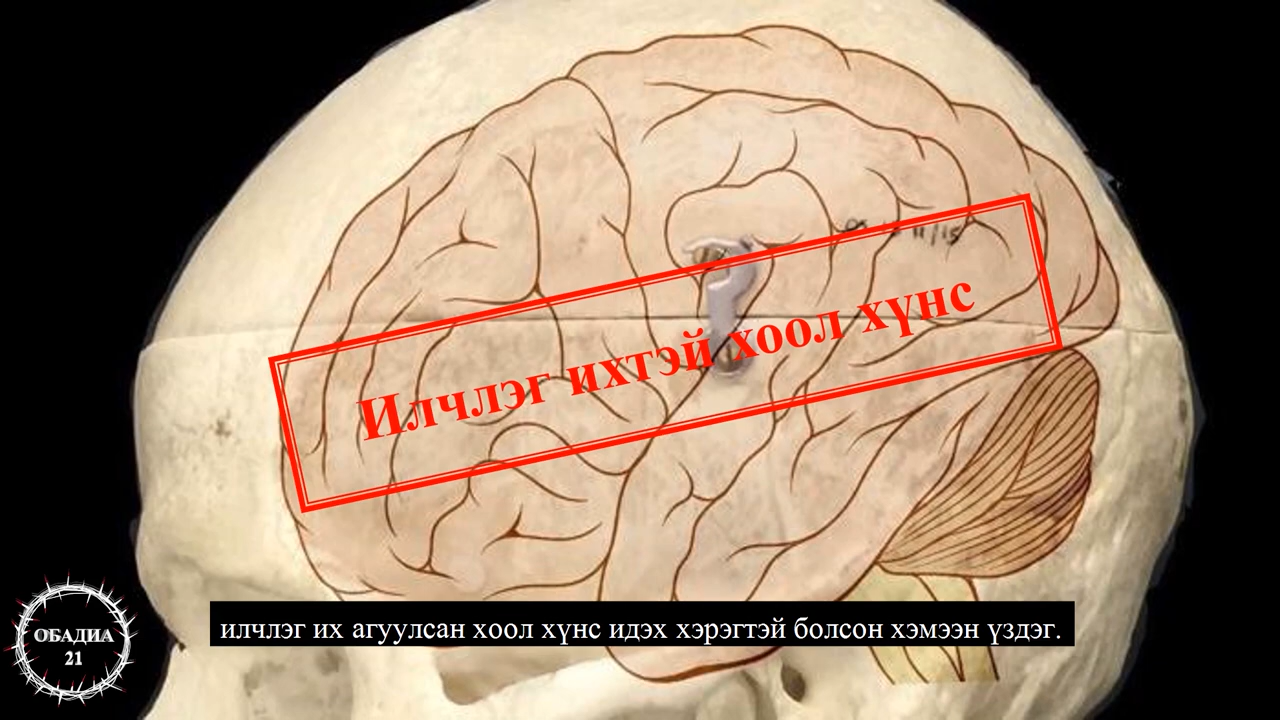 Илчлэг ихтэй хоол хүнс
илчлэг их агуулсан хоол хүнс идэх хэрэгтэй болсон хэмээн үздэг.
ОБАДИА
21